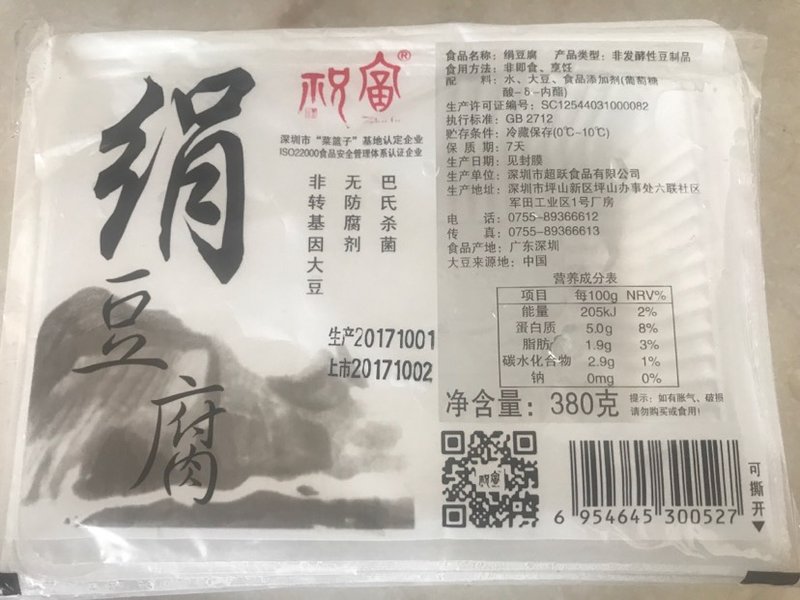 绢豆腐
祝富®
深圳市“菜篮子”基地认定企业
ISO22000食品安全管理体系认证企业
巴氏杀菌
无防腐剂
非转基因大豆
生产20171001
上市20171002
食品名称：绢豆腐 产品类型：非发酵性豆制品
食用方法：非即食、烹饪
配 料：水、大豆、食品添加剂(葡萄糖
酸-δ-内酯)
生产许可证编号：SC12544031000082
执行标准：GB 2712
贮存条件：冷藏保存(0℃-10℃)
保 质 期：7天
生产日期：见封膜
生产单位：深圳市超跃食品有限公司
生产地址：深圳市坪山新区坪山办事处六联社区
军田工业区1号厂房
电 话：0755-89366612
传 真：0755-89366613
食品产地：广东深圳
大豆来源地：中国
营养成分表
项目 每100g NRV%
能量 205kJ 2%
蛋白质 5.0g 8%
脂肪 1.9g 3%
碳水化合物 2.9g 1%
钠 0mg 0%
净含量：380克
提示：如有胀气、破损
请勿购买或食用！
祝富
6 954645 300527
可撕开▼